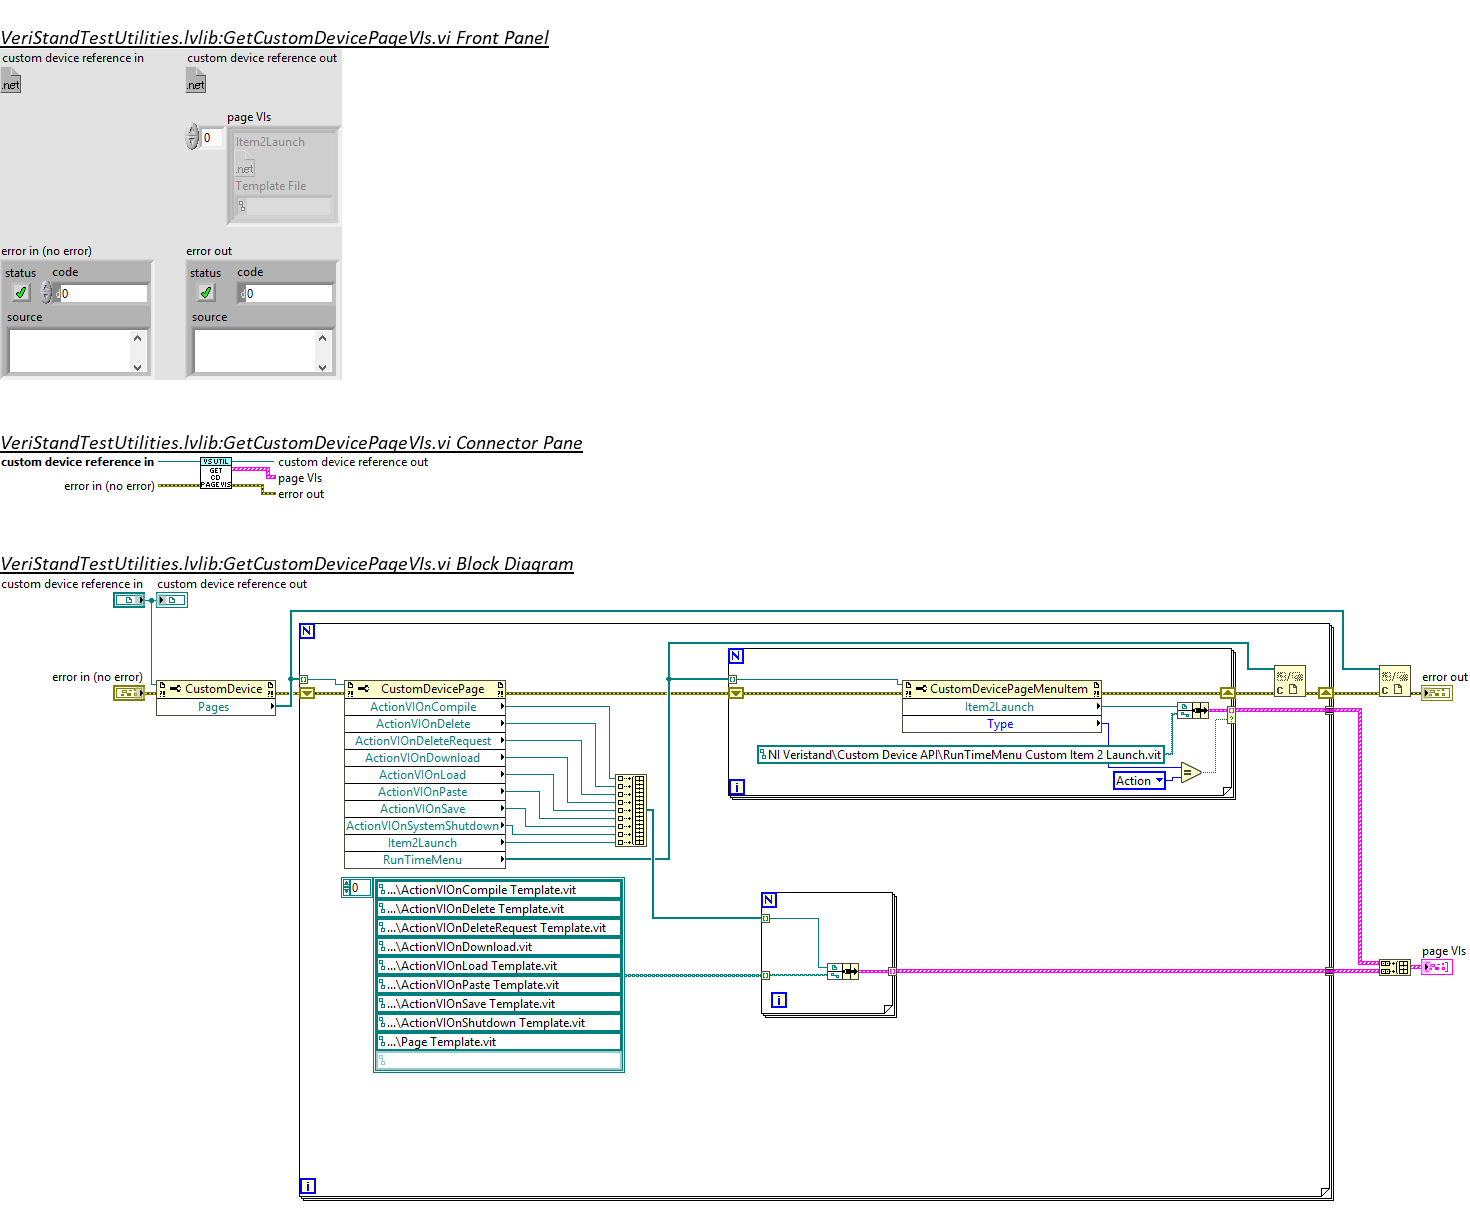 VeriStandTestUtilities.lvlib:GetCustomDevicePageVIs.vi Front Panel
custom device reference in
custom device reference out
.net
.net
page VIs
0
Item2Launch
.net
Template File
error in (no error)
error out
status code
status code
0
0
source
source
VeriStandTestUtilities.lvlib:GetCustomDevicePageVIs.vi Connector Pane
custom device reference in
VS UTIL
GET
CD
PAGE VIS
custom device reference out
page VIs
error in (no error)
error out
VeriStandTestUtilities.lvlib:GetCustomDevicePageVIs.vi Block Diagram
custom device reference in
custom device reference out
error in (no error)
CustomDevice
Pages
N
CustomDevicePage
ActionVIOnCompile
ActionVIOnDelete
ActionVIOnDeleteRequest
ActionVIOnDownload
ActionVIOnLoad
ActionVIOnPaste
ActionVIOnSave
ActionVIOnSystemShutdown
Item2Launch
RunTimeMenu
N
CustomDevicePageMenuItem
Item2Launch
Type
NI Veristand\Custom Device API\RunTimeMenu Custom Item 2 Launch.vit
Action
=
i
C
C
error out
0
...\ActionVIOnCompile Template.vit
...\ActionVIOnDelete Template.vit
...\ActionVIOnDeleteRequest Template.vit
...\ActionVIOnDownload.vit
...\ActionVIOnLoad Template.vit
...\ActionVIOnPaste Template.vit
...\ActionVIOnSave Template.vit
...\ActionVIOnShutdown Template.vit
...\Page Template.vit
N
i
page VIs
i